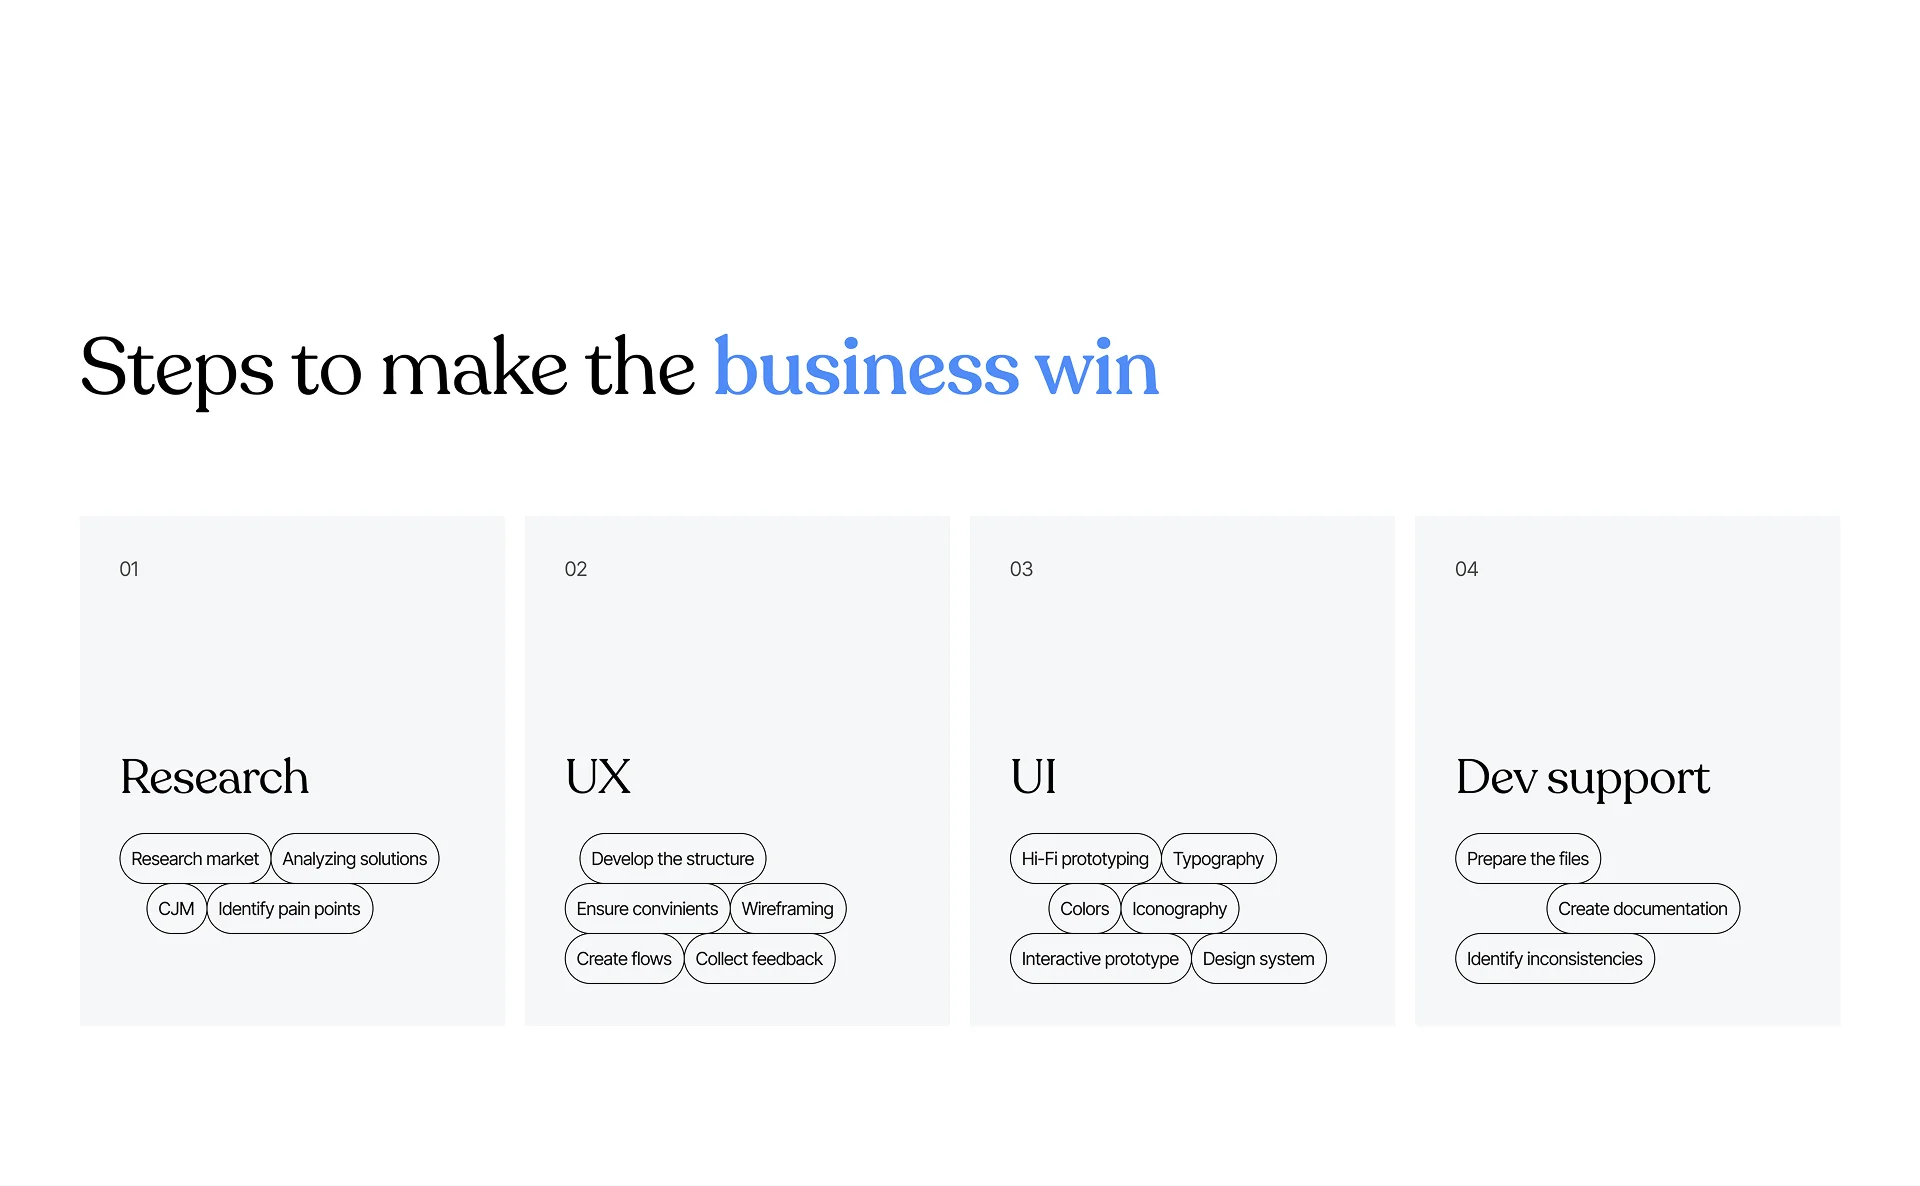 Steps to make the business win
01
Research
Research market
Analyzing solutions
CJM
Identify pain points
02
UX
Develop the structure
Ensure convinients
Wireframing
Create flows
Collect feedback
03
UI
Hi-Fi prototyping
Typography
Colors
Iconography
Interactive prototype
Design system
04
Dev support
Prepare the files
Create documentation
Identify inconsistencies